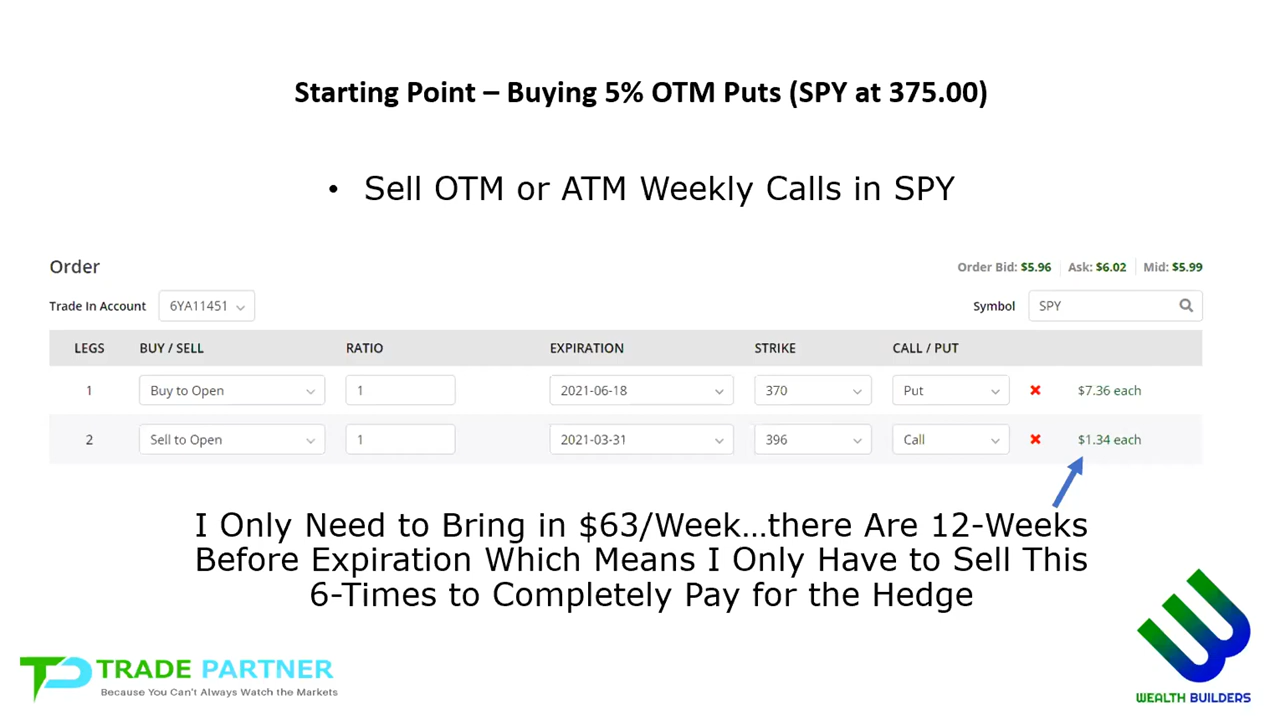 Starting Point – Buying 5% OTM Puts (SPY at 375.00)
• Sell OTM or ATM Weekly Calls in SPY
Order
Order Bid: $5.96 Ask: $6.02 Mid: $5.99
Trade In Account 6YA11451 Symbol SPY
LEGS BUY / SELL RATIO EXPIRATION STRIKE CALL / PUT
1 Buy to Open 1 2021-06-18 370 Put $7.36 each
2 Sell to Open 1 2021-03-31 396 Call $1.34 each
I Only Need to Bring in $63/Week...there Are 12-Weeks
Before Expiration Which Means I Only Have to Sell This
6-Times to Completely Pay for the Hedge
TRADE PARTNER
Because You Can't Always Watch the Markets
WEALTH BUILDERS